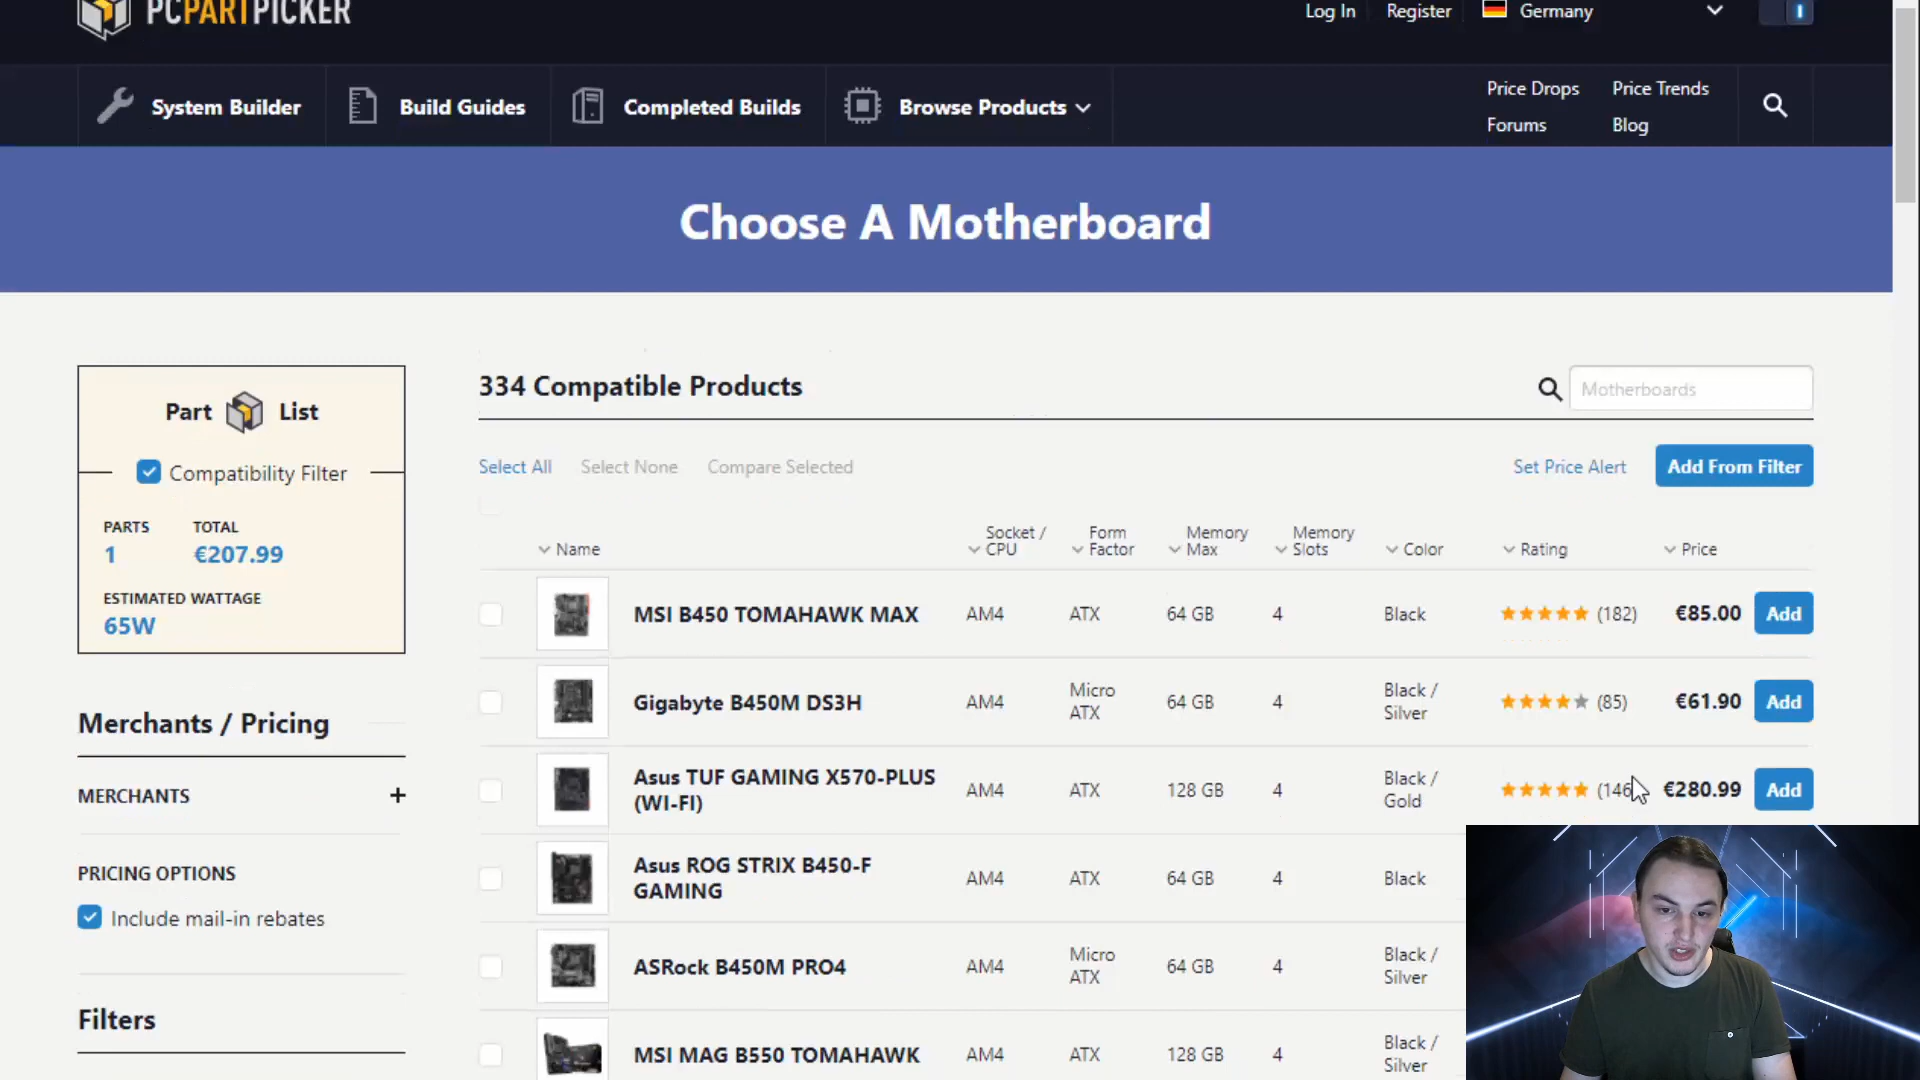 PCPARTPICKER
Log In Register Germany
System Builder Build Guides Completed Builds Browse Products
Price Drops Price Trends
Forums Blog
Choose A Motherboard
Part List
Compatibility Filter
PARTS TOTAL
1 €207.99
ESTIMATED WATTAGE
65W
Merchants / Pricing
MERCHANTS +
PRICING OPTIONS
Include mail-in rebates
Filters
334 Compatible Products
Motherboards
Select All Select None Compare Selected Set Price Alert Add From Filter
Name Socket / CPU Form Factor Memory Max Memory Slots Color Rating Price
MSI B450 TOMAHAWK MAX AM4 ATX 64 GB 4 Black (182) €85.00 Add
Gigabyte B450M DS3H AM4 Micro ATX 64 GB 4 Black / Silver (85) €61.90 Add
Asus TUF GAMING X570-PLUS (WI-FI) AM4 ATX 128 GB 4 Black / Gold (146 €280.99 Add
Asus ROG STRIX B450-F GAMING AM4 ATX 64 GB 4 Black
ASRock B450M PRO4 AM4 Micro ATX 64 GB 4 Black / Silver
MSI MAG B550 TOMAHAWK AM4 ATX 128 GB 4 Black / Silver